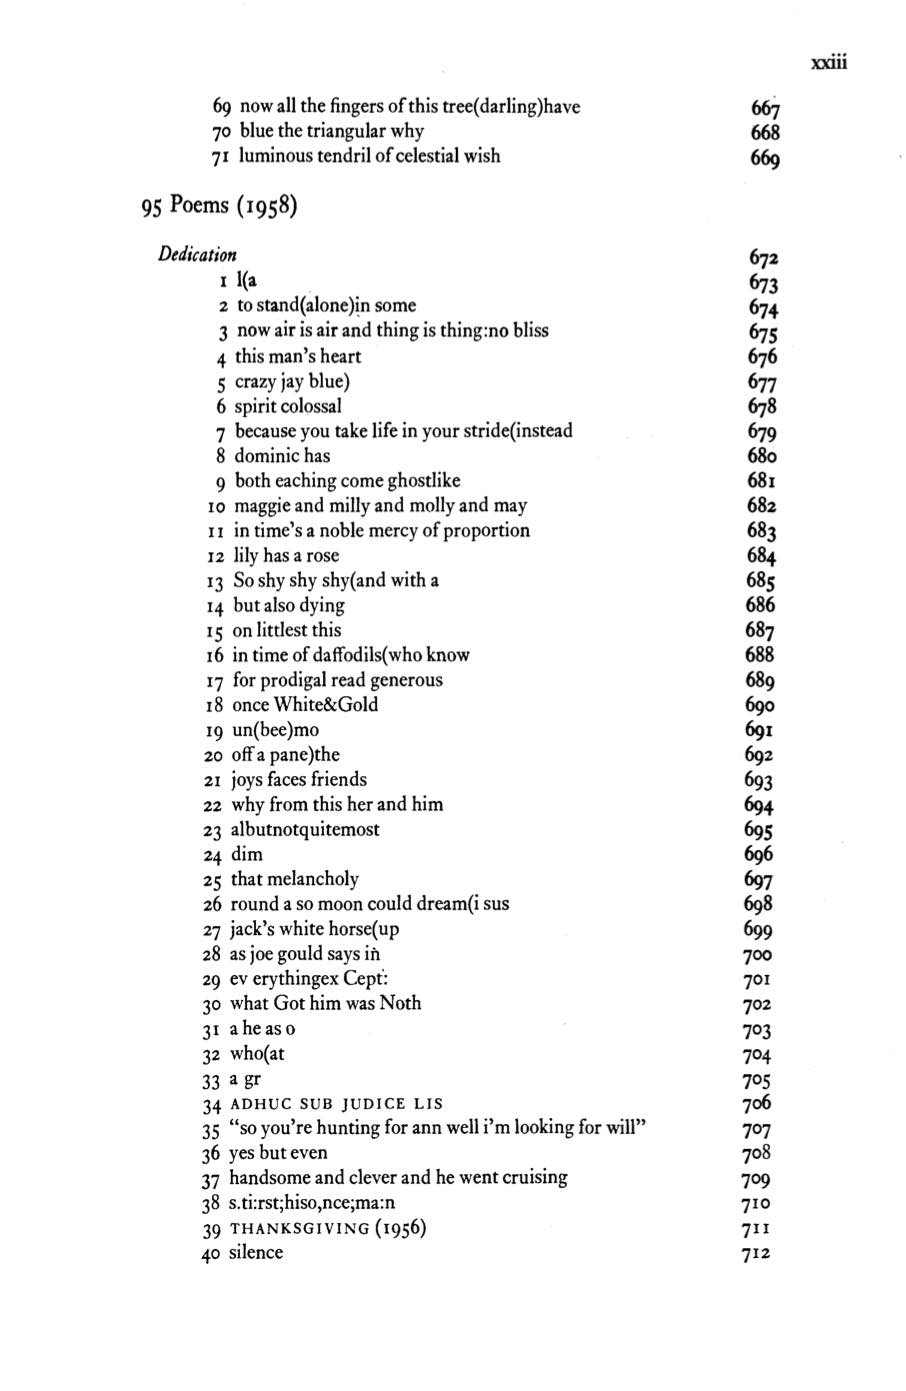 xxiii
69 now all the fingers of this tree(darling)have 667
70 blue the triangular why 668
71 luminous tendril of celestial wish 669
95 Poems (1958)
Dedication 672
1 l(a 673
2 to stand(alone)in some 674
3 now air is air and thing is thing:no bliss 675
4 this man's heart 676
5 crazy jay blue) 677
6 spirit colossal 678
7 because you take life in your stride(instead 679
8 dominic has 680
9 both eaching come ghostlike 681
10 maggie and milly and molly and may 682
11 in time's a noble mercy of proportion 683
12 lily has a rose 684
13 So shy shy shy(and with a 685
14 but also dying 686
15 on littlest this 687
16 in time of daffodils(who know 688
17 for prodigal read generous 689
18 once White&Gold 690
19 un(bee)mo 691
20 off a pane)the 692
21 joys faces friends 693
22 why from this her and him 694
23 albutnotquitemost 695
24 dim 696
25 that melancholy 697
26 round a so moon could dream(i sus 698
27 jack's white horse(up 699
28 as joe gould says in 700
29 ev erythingex Cept: 701
30 what Got him was Noth 702
31 a he as o 703
32 who(at 704
33 a gr 705
34 ADHUC SUB JUDICE LIS 706
35 “so you're hunting for ann well i'm looking for will” 707
36 yes but even 708
37 handsome and clever and he went cruising 709
38 s.ti:rst;hiso,nce;ma:n 710
39 THANKSGIVING (1956) 711
40 silence 712